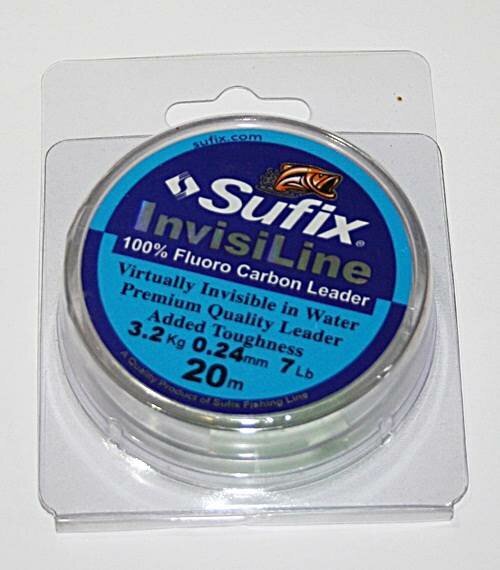 sufix.com
Sufix®
InvisiLine
100% Fluoro Carbon Leader
Virtually Invisible in Water
Premium Quality Leader
Added Toughness
3.2 Kg 0.24mm 7 Lb
20m
A Quality Product of Sufix Fishing Line